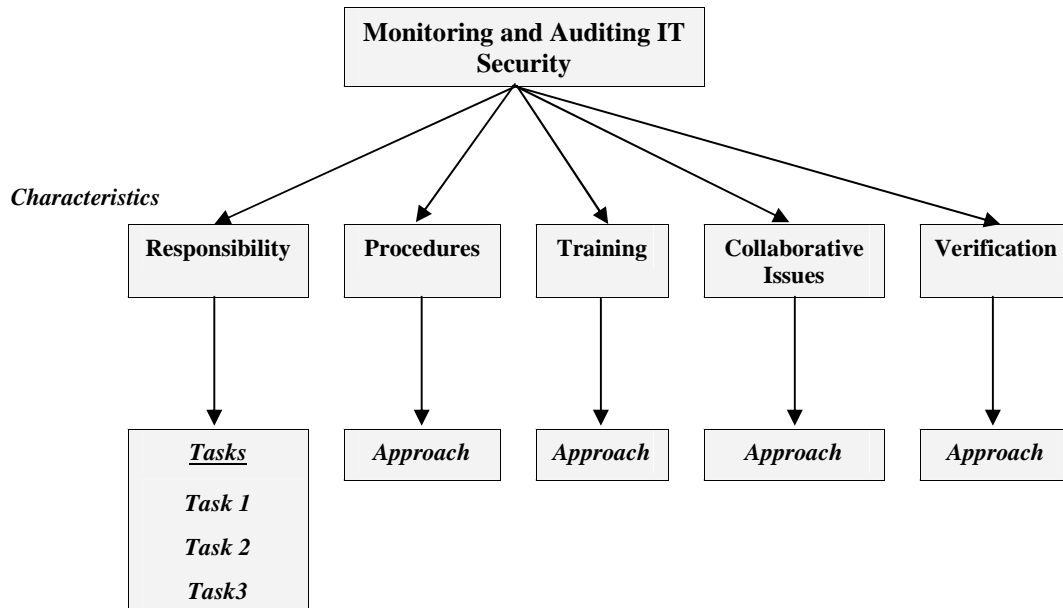 Monitoring and Auditing IT
Security
Characteristics
Responsibility
Procedures
Training
Collaborative
Issues
Verification
Tasks
Task 1
Task 2
Task3
Approach
Approach
Approach
Approach